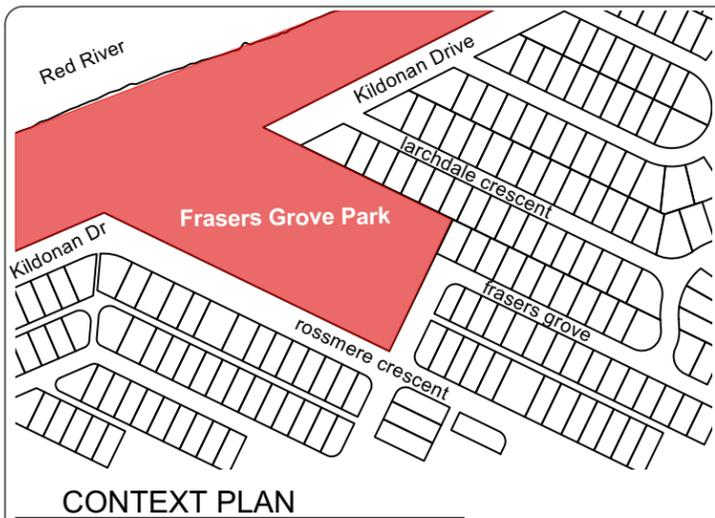 Red River
Kildonan Drive
larchdale crescent
Frasers Grove Park
Kildonan Dr
frasers grove
rossmere crescent
CONTEXT PLAN